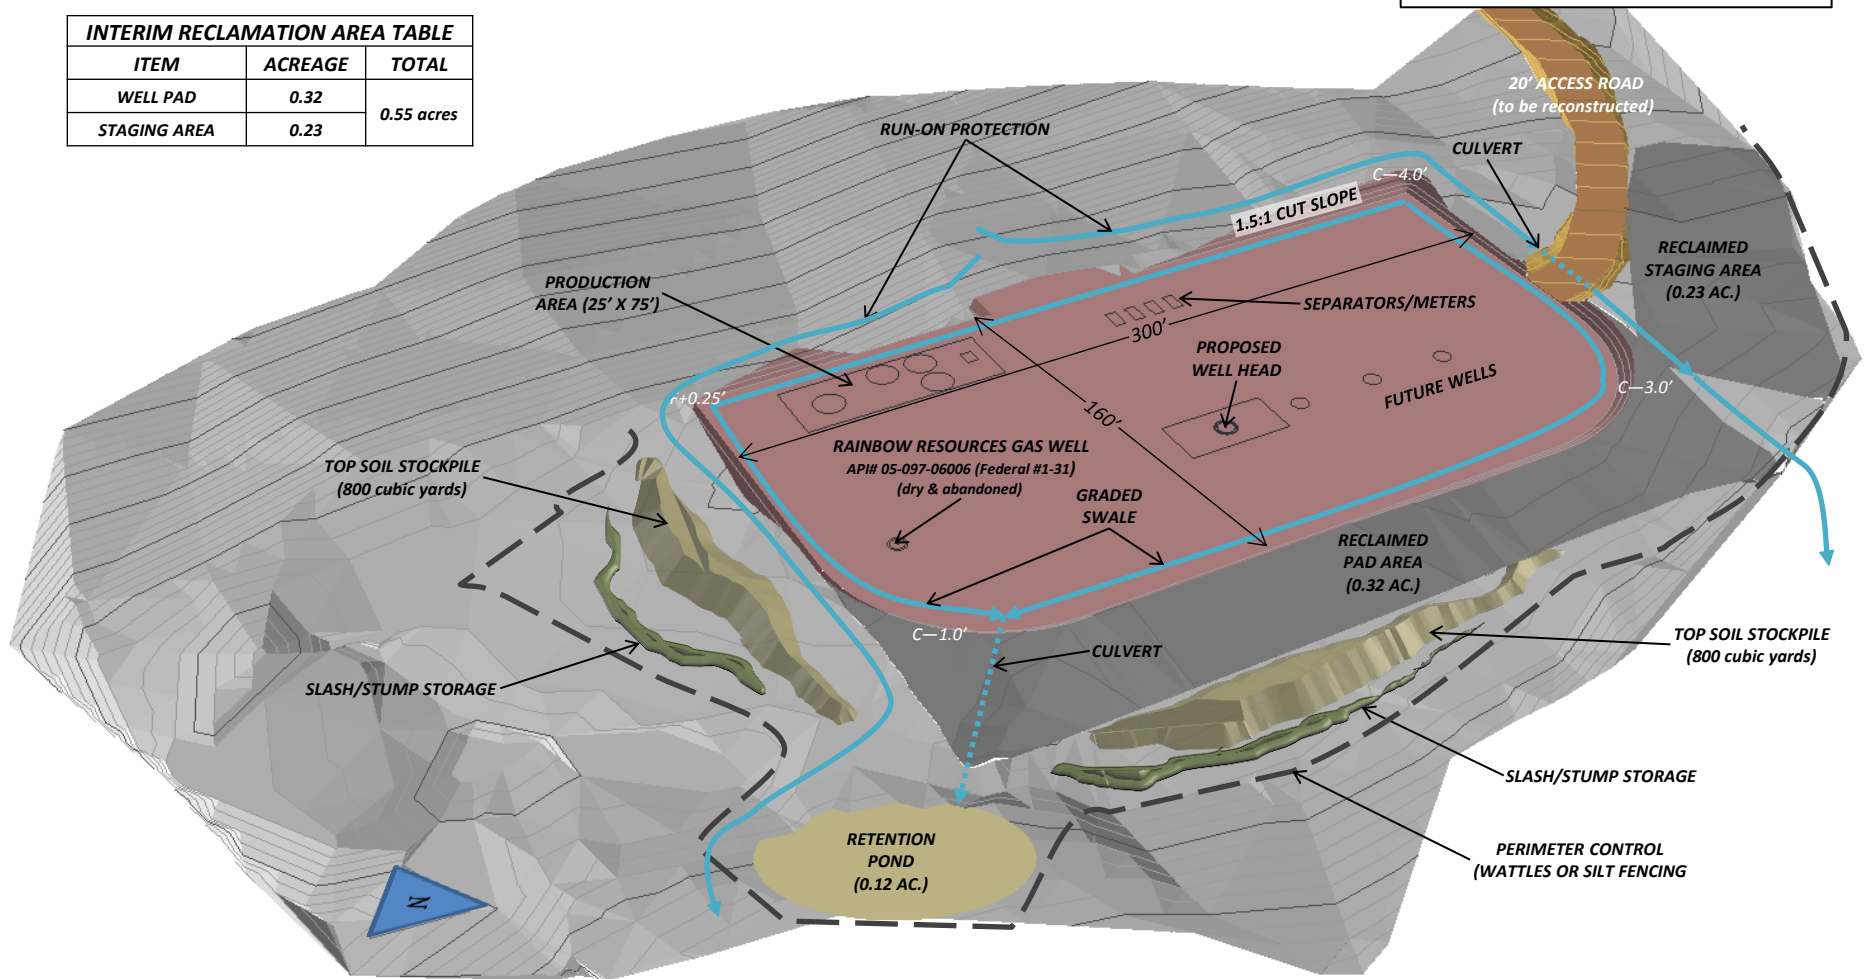 INTERIM RECLAMATION AREA TABLE
ITEM ACREAGE TOTAL
WELL PAD 0.32
0.55 acres
STAGING AREA 0.23
20' ACCESS ROAD
(to be reconstructed)
RUN-ON PROTECTION
CULVERT
C—4.0'
1.5:1 CUT SLOPE
RECLAIMED
STAGING AREA
(0.23 AC.)
PRODUCTION
AREA (25' X 75')
SEPARATORS/METERS
300'
PROPOSED
WELL HEAD
FUTURE WELLS
C—3.0'
F+0.25'
160'
RAINBOW RESOURCES GAS WELL
API# 05-097-06006 (Federal #1-31)
(dry & abandoned)
TOP SOIL STOCKPILE
(800 cubic yards)
GRADED
SWALE
RECLAIMED
PAD AREA
(0.32 AC.)
C—1.0'
CULVERT
TOP SOIL STOCKPILE
(800 cubic yards)
SLASH/STUMP STORAGE
SLASH/STUMP STORAGE
RETENTION
POND
(0.12 AC.)
PERIMETER CONTROL
(WATTLES OR SILT FENCING
N